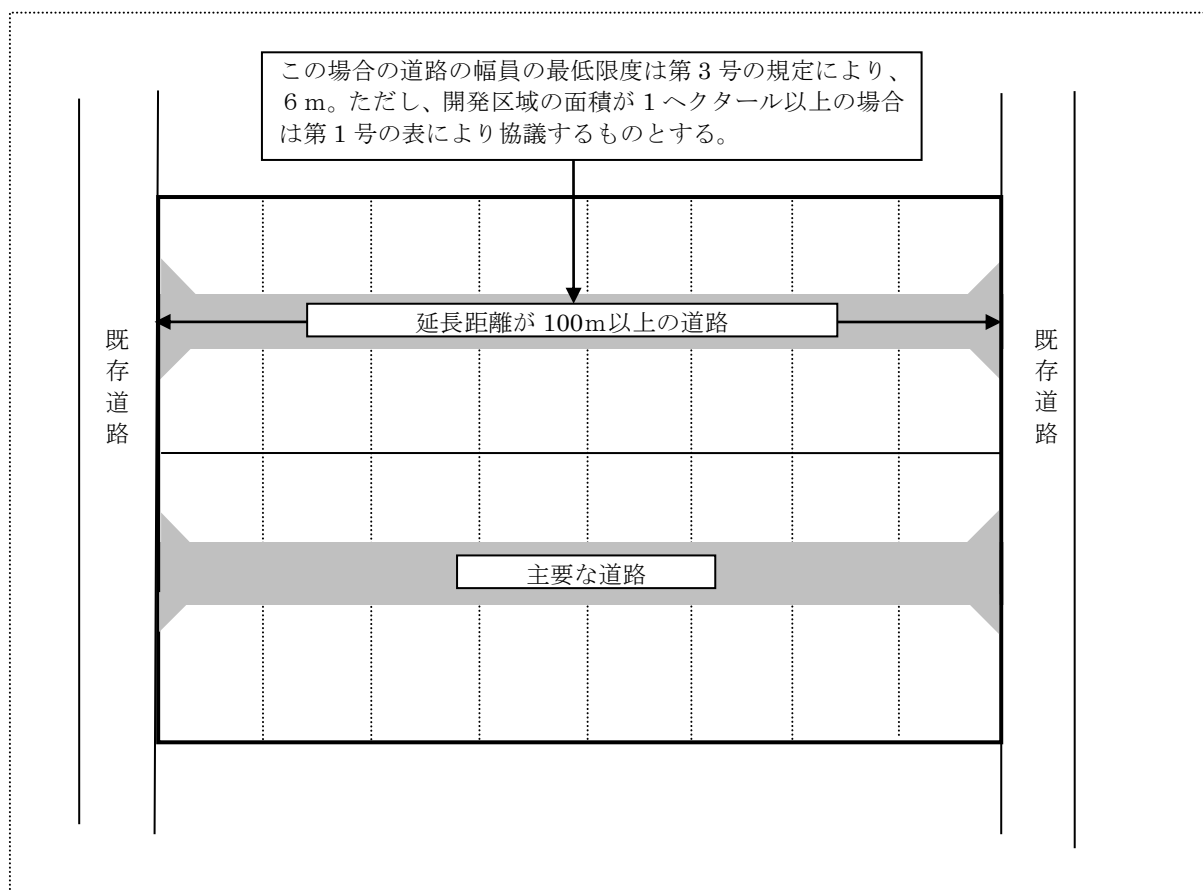 この場合の道路の幅員の最低限度は第3号の規定により、
6m。ただし、開発区域の面積が1ヘクタール以上の場合
は第1号の表により協議するものとする。
延長距離が100m以上の道路
既存道路
既存道路
主要な道路